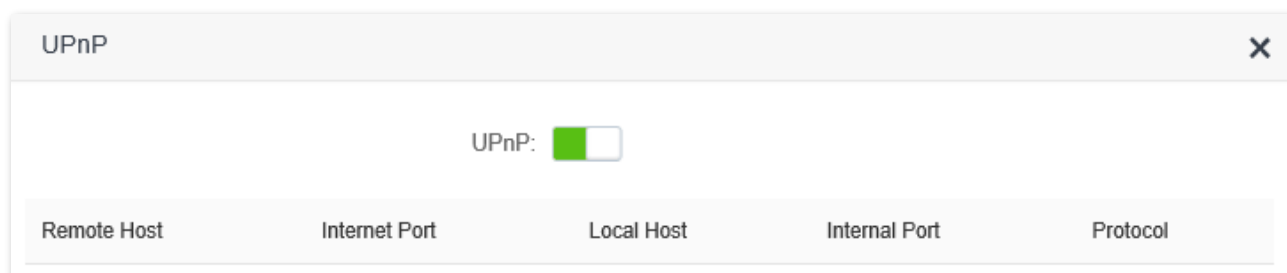 UPnP
UPnP:
Remote Host Internet Port Local Host Internal Port Protocol